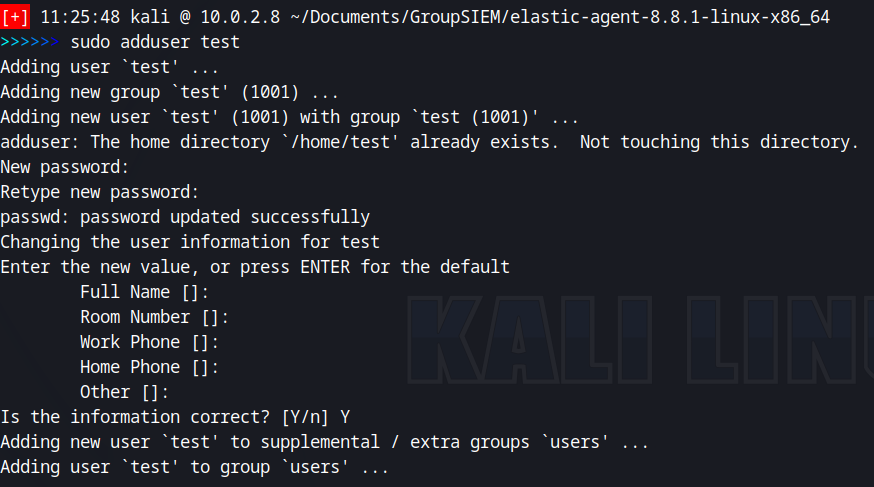 [+] 11:25:48 kali @ 10.0.2.8 ~/Documents/GroupSIEM/elastic-agent-8.8.1-linux-x86_64
>>>>>> sudo adduser test
Adding user `test' ...
Adding new group `test' (1001) ...
Adding new user `test' (1001) with group `test (1001)' ...
adduser: The home directory `/home/test' already exists.  Not touching this directory.
New password:
Retype new password:
passwd: password updated successfully
Changing the user information for test
Enter the new value, or press ENTER for the default
        Full Name []:
        Room Number []:
        Work Phone []:
        Home Phone []:
        Other []:
Is the information correct? [Y/n] Y
Adding new user `test' to supplemental / extra groups `users' ...
Adding user `test' to group `users' ...
KALI LINU